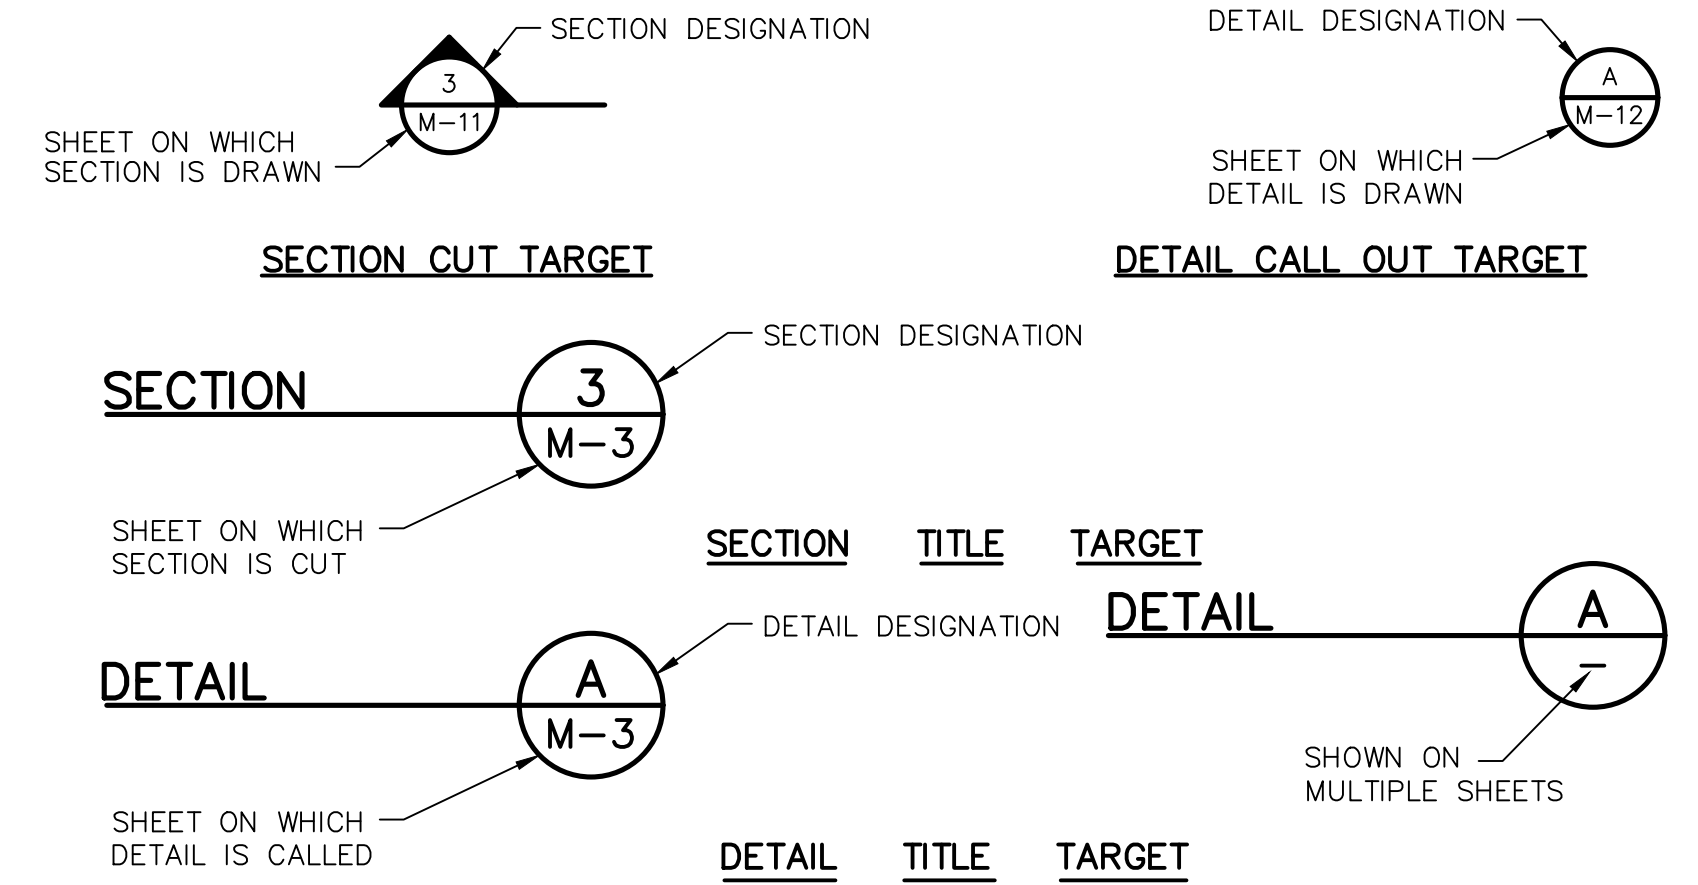 SECTION DESIGNATION
3
M-11
SHEET ON WHICH
SECTION IS DRAWN
SECTION CUT TARGET
DETAIL DESIGNATION
A
M-12
SHEET ON WHICH
DETAIL IS DRAWN
DETAIL CALL OUT TARGET
SECTION DESIGNATION
SECTION
3
M-3
SHEET ON WHICH
SECTION IS CUT
SECTION TITLE TARGET
DETAIL DESIGNATION
DETAIL
A
M-3
SHEET ON WHICH
DETAIL IS CALLED
DETAIL
A
-
SHOWN ON
MULTIPLE SHEETS
DETAIL TITLE TARGET